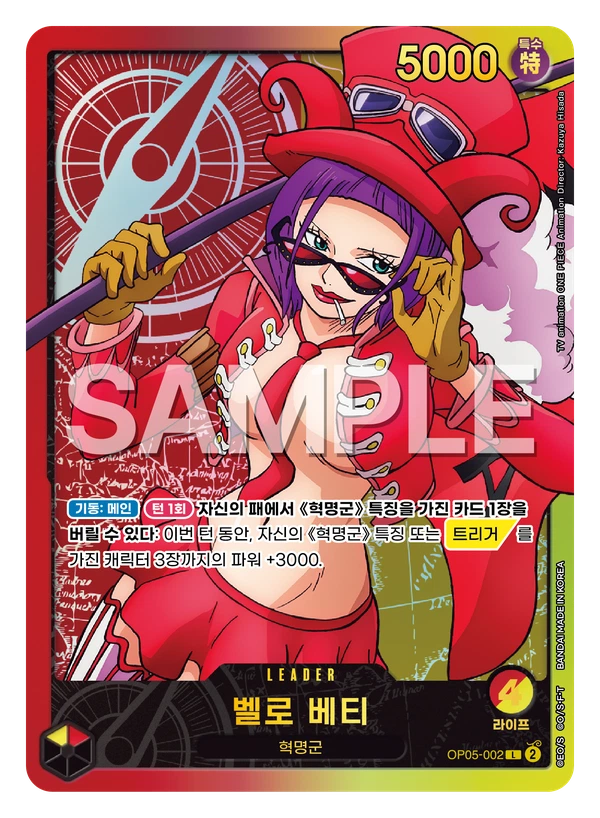 특수
5000 特
TV animation ONE PIECE Animation Director: Kazuya Hisada
SAMPLE
기동: 메인 턴 1회 자신의 패에서 《혁명군》 특징을 가진 카드 1장을
버릴 수 있다: 이번 턴 동안, 자신의 《혁명군》 특징 또는 트리거 를
가진 캐릭터 3장까지의 파워 +3000.
LEADER
벨로 베티
혁명군
4
라이프
OP05-002 L 2
©EO/S ©O/S·F·T BANDAI MADE IN KOREA